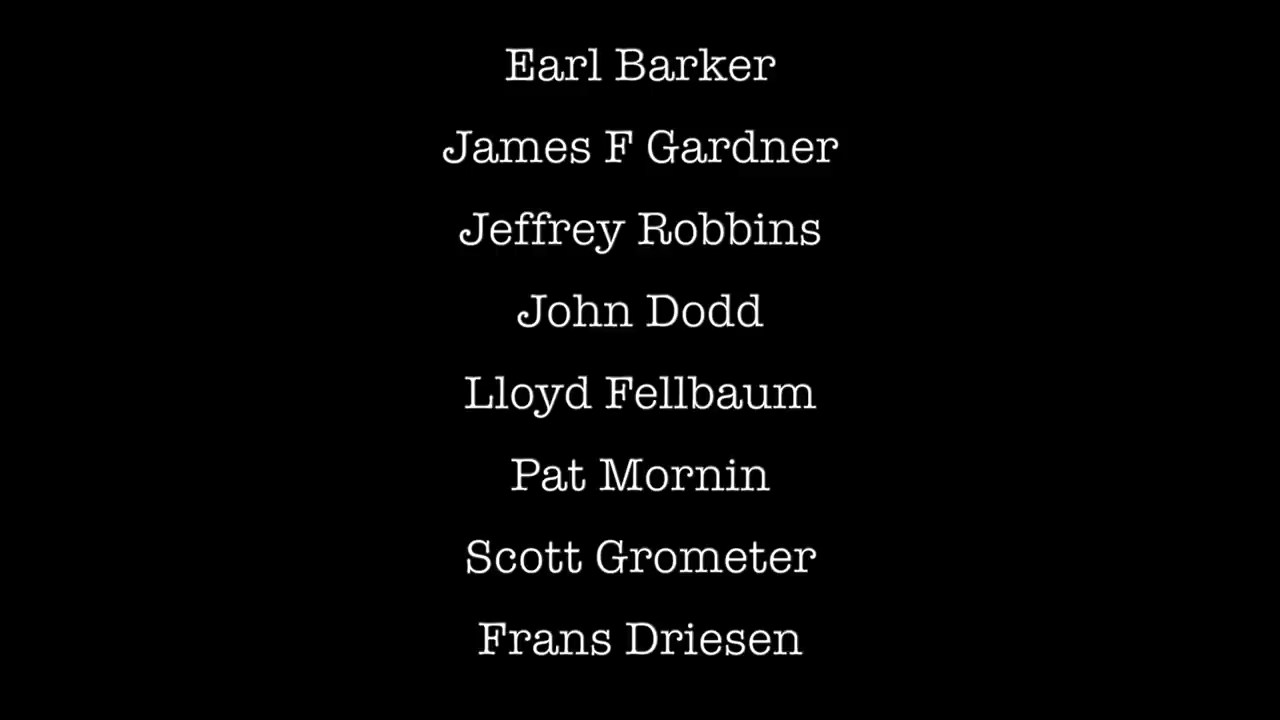 Earl Barker
James F Gardner
Jeffrey Robbins
John Dodd
Lloyd Fellbaum
Pat Mornin
Scott Grometer
Frans Driesen